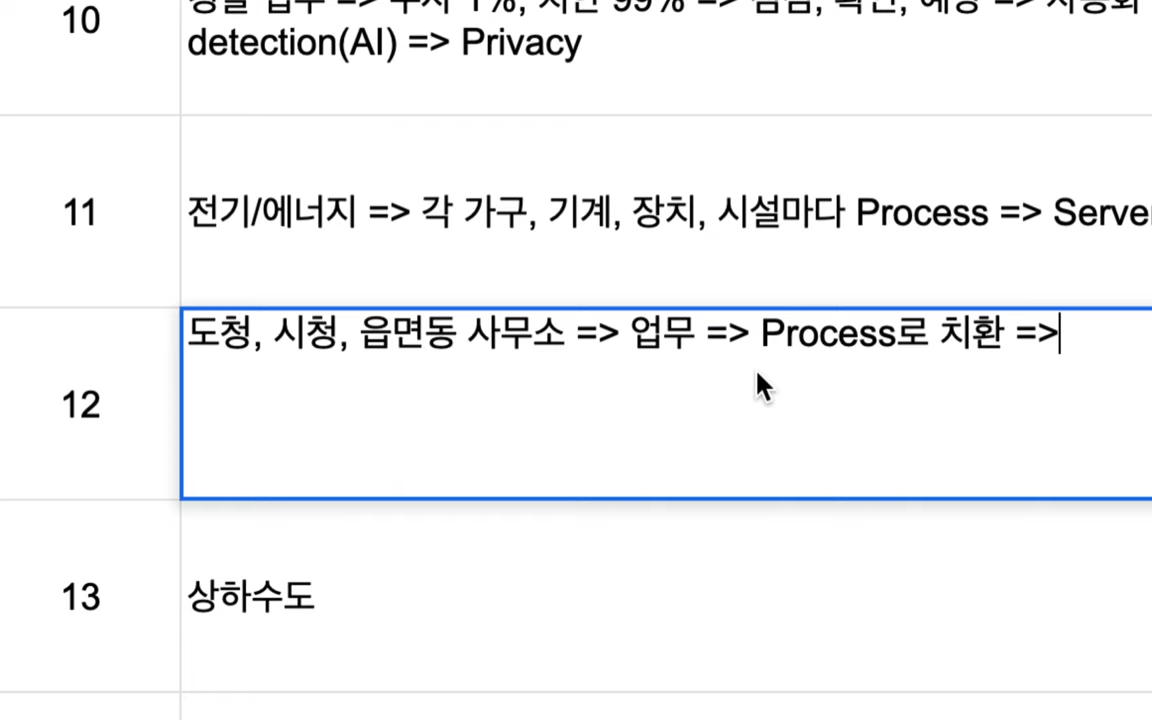 10
detection(AI) => Privacy
11
전기/에너지 => 각 가구, 기계, 장치, 시설마다 Process =>
12
도청, 시청, 읍면동 사무소 => 업무 => Process로 치환 =>
13
상하수도